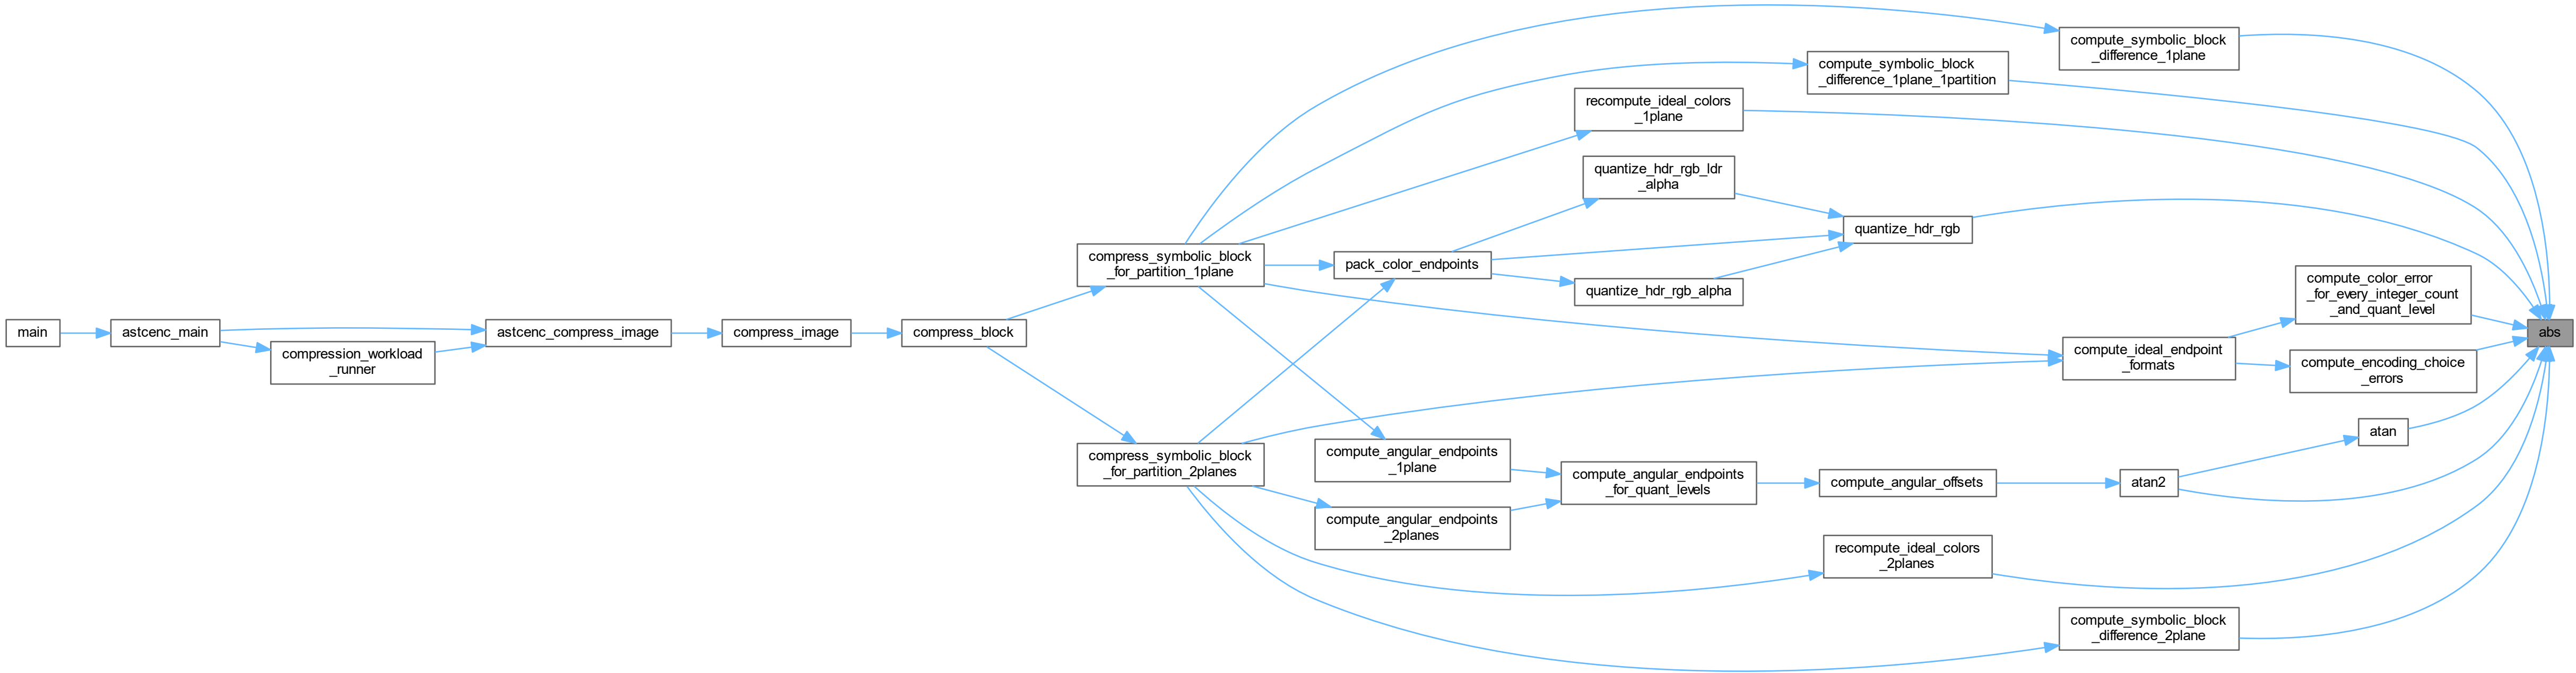 main
astcenc_main
compression_workload
_runner
astcenc_compress_image
compress_image
compress_block
compress_symbolic_block
_for_partition_1plane
compress_symbolic_block
_for_partition_2planes
pack_color_endpoints
compute_angular_endpoints
_1plane
compute_angular_endpoints
_2planes
recompute_ideal_colors
_1plane
quantize_hdr_rgb_ldr
_alpha
quantize_hdr_rgb_alpha
compute_angular_endpoints
_for_quant_levels
compute_symbolic_block
_difference_1plane_1partition
quantize_hdr_rgb
compute_angular_offsets
recompute_ideal_colors
_2planes
compute_symbolic_block
_difference_1plane
compute_ideal_endpoint
_formats
atan2
compute_symbolic_block
_difference_2plane
compute_color_error
_for_every_integer_count
_and_quant_level
compute_encoding_choice
_errors
atan
abs